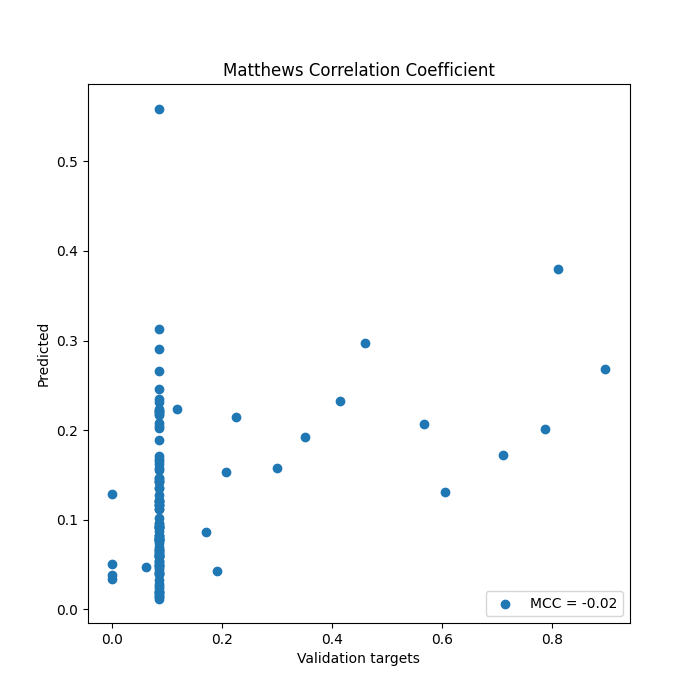 Matthews Correlation Coefficient
Predicted
0.5
0.4
0.3
0.2
0.1
0.0
MCC = -0.02
0.0 0.2 0.4 0.6 0.8
Validation targets